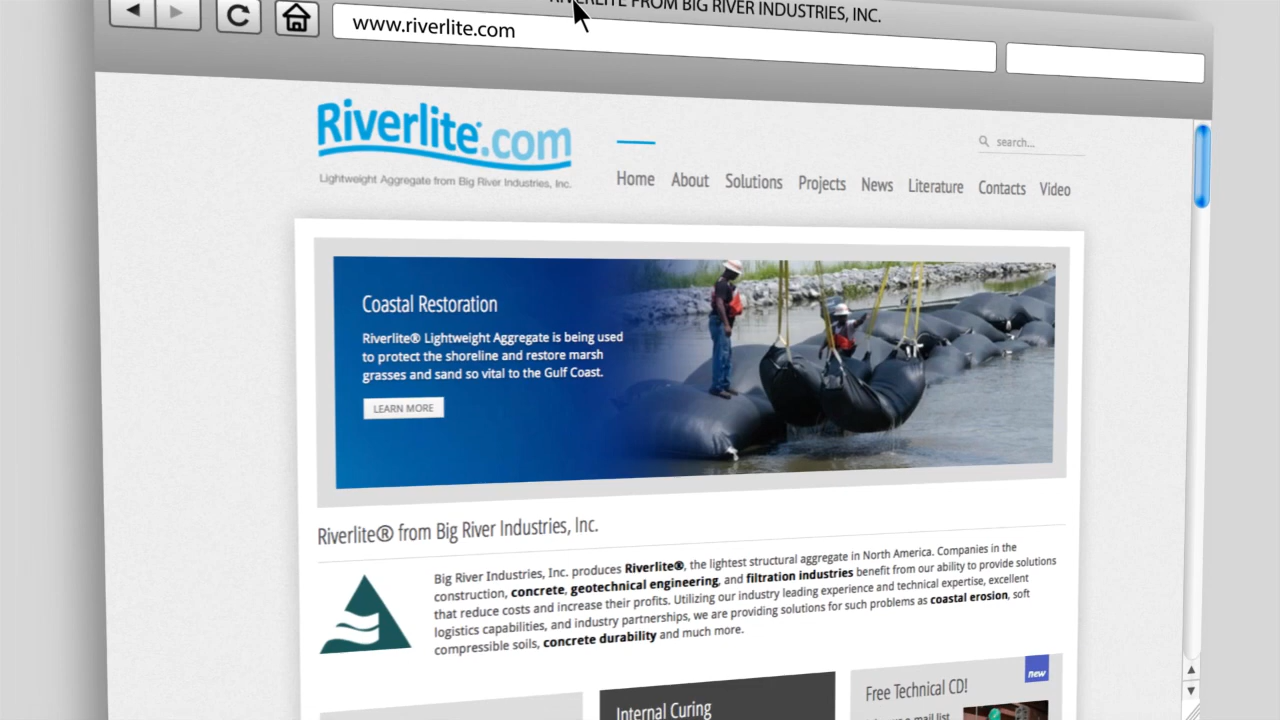 RIVERLITE FROM BIG RIVER INDUSTRIES, INC.
www.riverlite.com
Riverlite.com
Lightweight Aggregate from Big River Industries, Inc.
search...
Home About Solutions Projects News Literature Contacts Video
Coastal Restoration
Riverlite® Lightweight Aggregate is being used
to protect the shoreline and restore marsh
grasses and sand so vital to the Gulf Coast.
LEARN MORE
Riverlite® from Big River Industries, Inc.
Big River Industries, Inc. produces Riverlite®, the lightest structural aggregate in North America. Companies in the
construction, concrete, geotechnical engineering, and filtration industries benefit from our ability to provide solutions
that reduce costs and increase their profits. Utilizing our industry leading experience and technical expertise, excellent
logistics capabilities, and industry partnerships, we are providing solutions for such problems as coastal erosion, soft
compressible soils, concrete durability and much more.
new
Internal Curing
Free Technical CD!
mail list